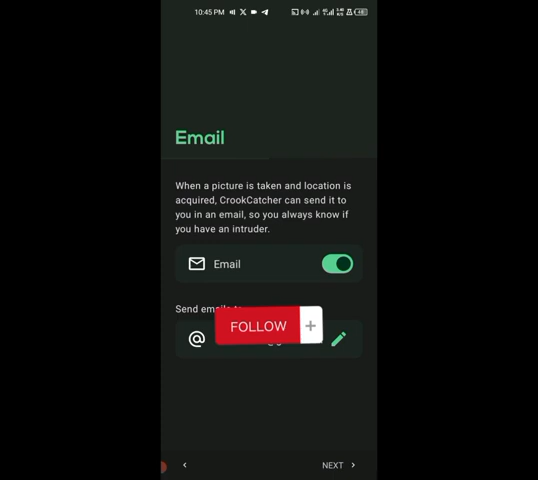 10:45 PM
Email
When a picture is taken and location is
acquired, CrookCatcher can send it to
you in an email, so you always know if
you have an intruder.
Email
Send emails to
FOLLOW +
@
NEXT